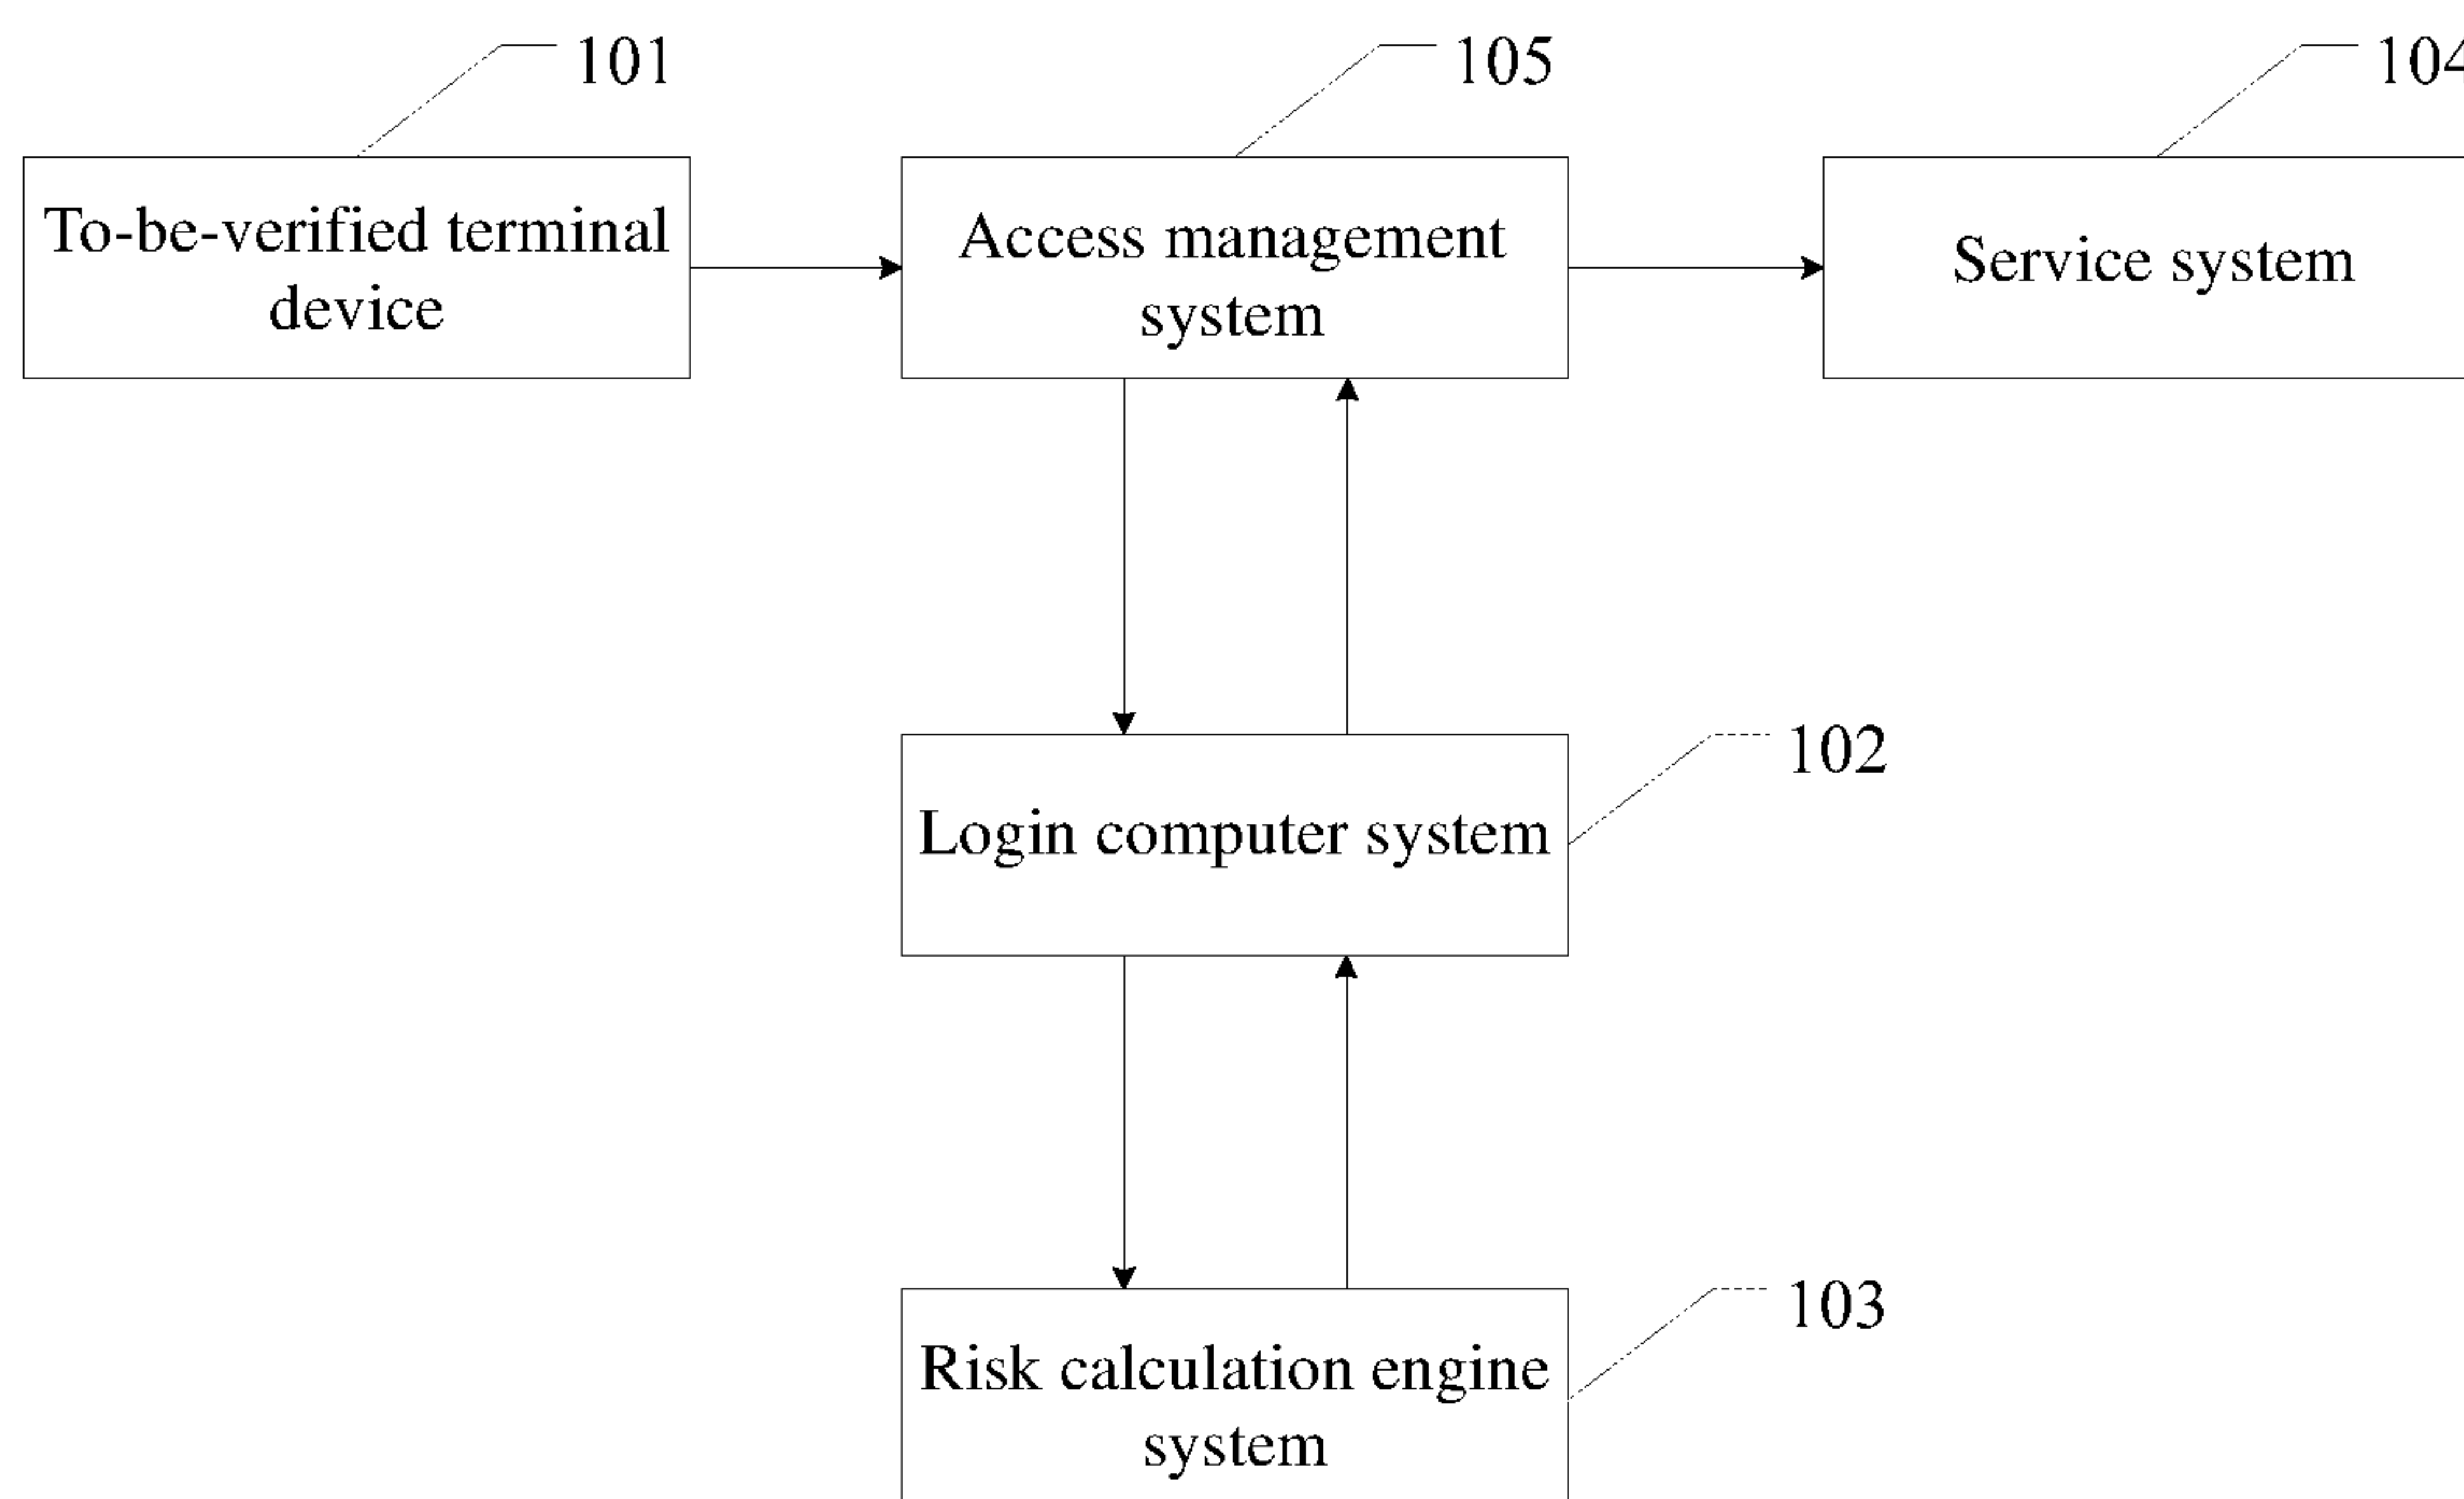 101
105
104
To-be-verified terminal
device
Access management
system
Service system
102
Login computer system
103
Risk calculation engine
system